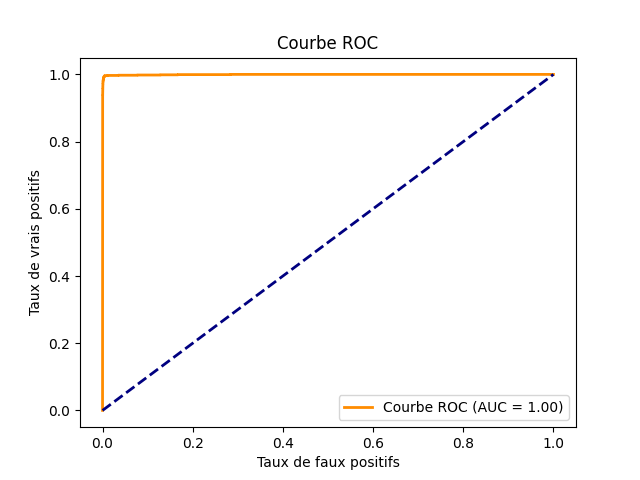 Courbe ROC
1.0
0.8
0.6
0.4
0.2
0.0
Taux de vrais positifs
Courbe ROC (AUC = 1.00)
0.0 0.2 0.4 0.6 0.8 1.0
Taux de faux positifs